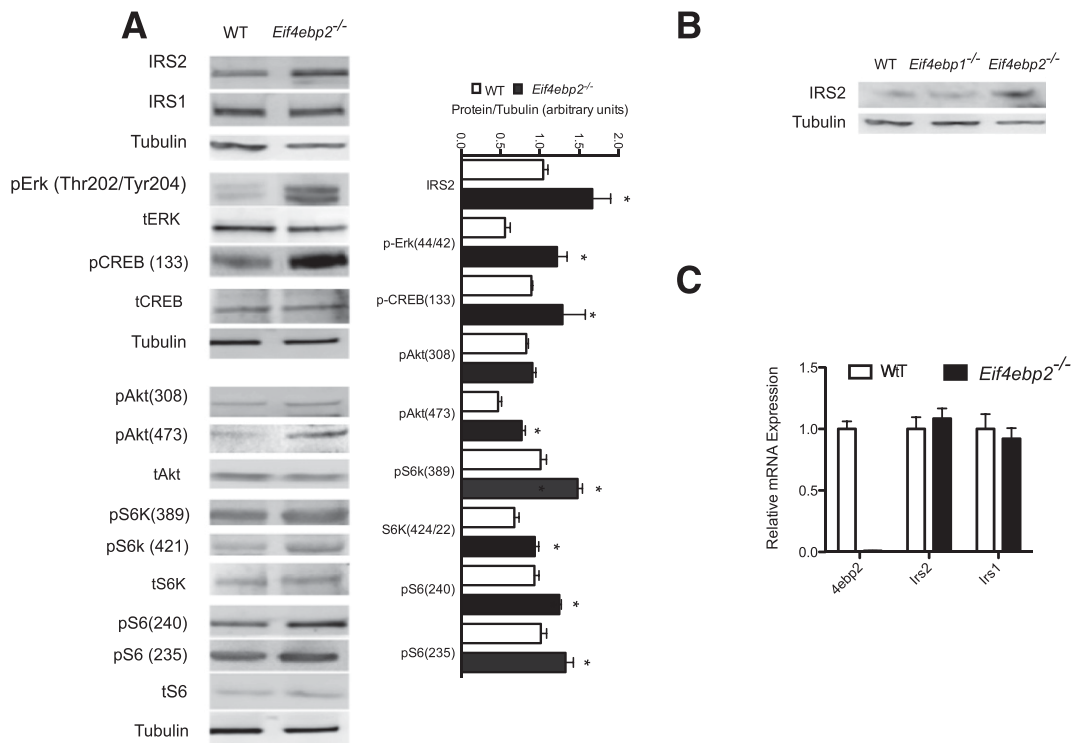 A
WT Eif4ebp2-/-
IRS2
IRS1
Tubulin
pErk (Thr202/Tyr204)
tERK
pCREB (133)
tCREB
Tubulin
pAkt(308)
pAkt(473)
tAkt
pS6K(389)
pS6k (421)
tS6K
pS6(240)
pS6 (235)
tS6
Tubulin
WT Eif4ebp2-/-
Protein/Tubulin (arbitrary units)
0.0 0.5 1.0 1.5 2.0
IRS2 *
p-Erk(44/42) *
p-CREB(133) *
pAkt(308)
pAkt(473) *
pS6k(389) * *
S6K(424/22) *
pS6(240) *
pS6(235) *
B
WT Eif4ebp1-/- Eif4ebp2-/-
IRS2
Tubulin
C
WtT Eif4ebp2-/-
Relative mRNA Expression
1.5
1.0
0.5
0.0
4ebp2 Irs2 Irs1